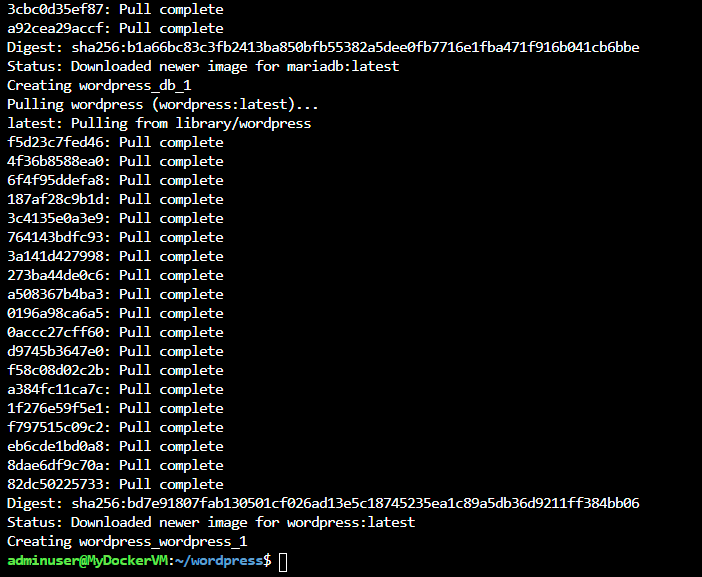 3cbc0d35ef87: Pull complete
a92cea29accf: Pull complete
Digest: sha256:b1a66bc83c3fb2413ba850bfb55382a5dee0fb7716e1fba471f916b041cb6bbe
Status: Downloaded newer image for mariadb:latest
Creating wordpress_db_1
Pulling wordpress (wordpress:latest)...
latest: Pulling from library/wordpress
f5d23c7fed46: Pull complete
4f36b8588ea0: Pull complete
6f4f95ddefa8: Pull complete
187af28c9b1d: Pull complete
3c4135e0a3e9: Pull complete
764143bdfc93: Pull complete
3a141d427998: Pull complete
273ba44de0c6: Pull complete
a508367b4ba3: Pull complete
0196a98ca6a5: Pull complete
0accc27cff60: Pull complete
d9745b3647e0: Pull complete
f58c08d02c2b: Pull complete
a384fc11ca7c: Pull complete
1f276e59f5e1: Pull complete
f797515c09c2: Pull complete
eb6cde1bd0a8: Pull complete
8dae6df9c70a: Pull complete
82dc50225733: Pull complete
Digest: sha256:bd7e91807fab130501cf026ad13e5c18745235ea1c89a5db36d9211ff384bb06
Status: Downloaded newer image for wordpress:latest
Creating wordpress_wordpress_1
adminuser@MyDockerVM:~/wordpress$